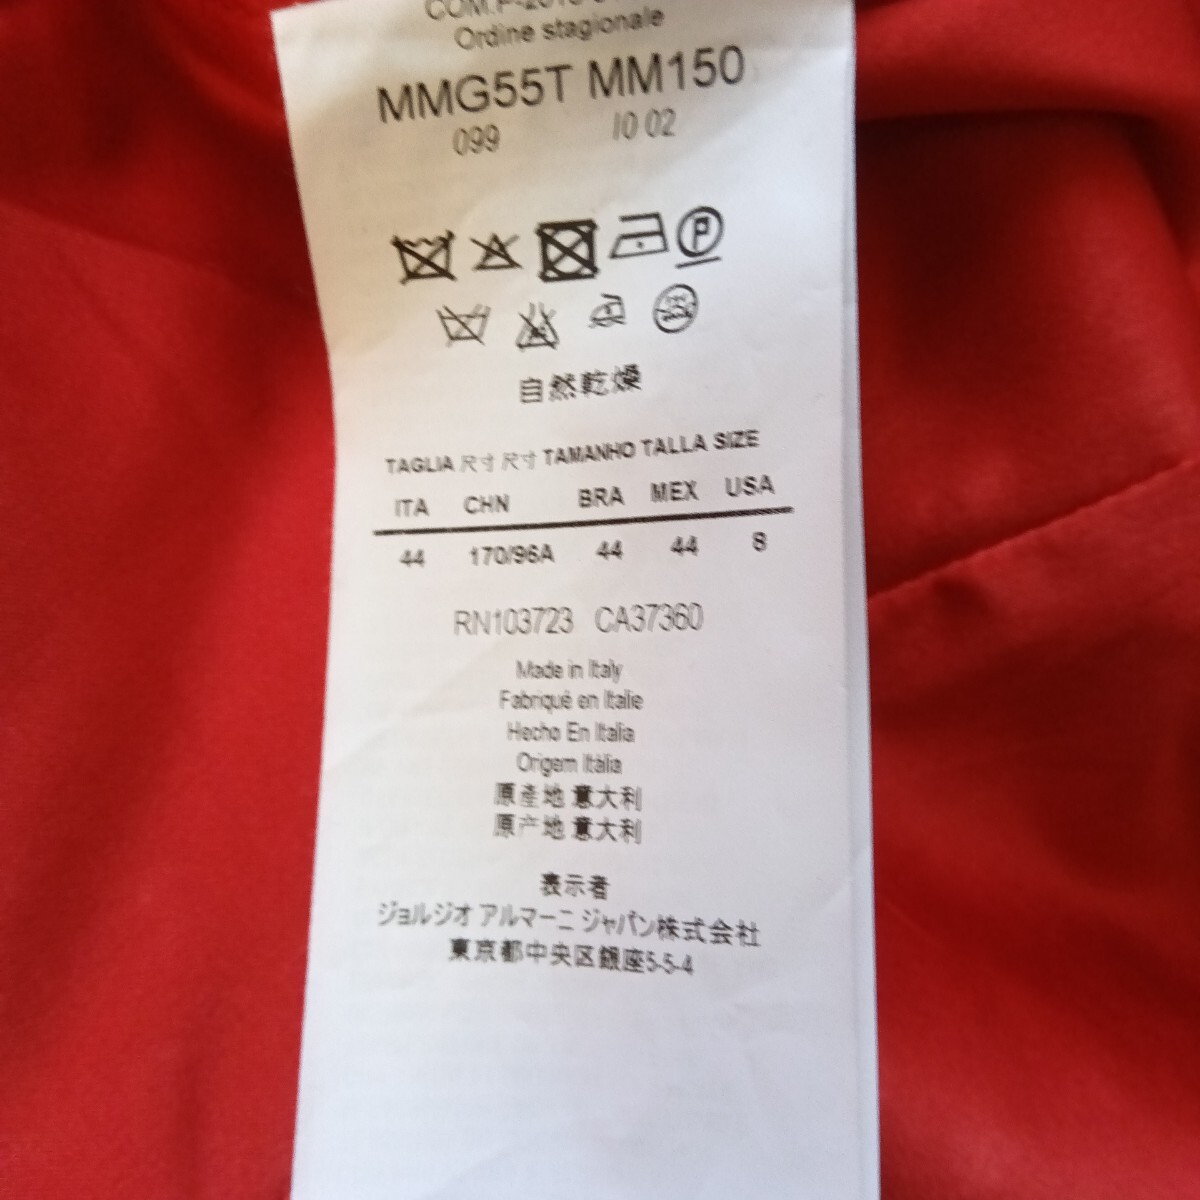 Ordine stagionale
MMG55T MM150
099 10 02
P
自然乾燥
TAGLIA 尺寸 尺寸 TAMANHO TALLA SIZE
ITA CHN BRA MEX USA
44 170/96A 44 44 8
RN103723 CA37360
Made in Italy
Fabriqué en Italie
Hecho En Italia
Origem Itália
原産地 意大利
原产地 意大利
表示者
ジョルジオ アルマーニ ジャパン株式会社
東京都中央区銀座5-5-4